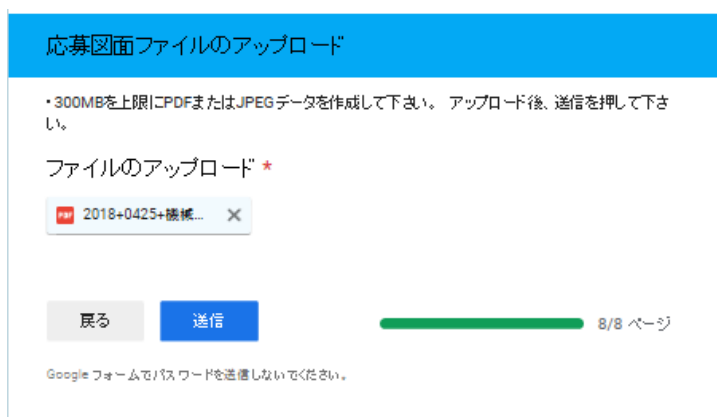 応募図面ファイルのアップロード
・300MBを上限にPDFまたはJPEGデータを作成して下さい。 アップロード後、送信を押して下さ
い。
ファイルのアップロード *
PDF 2018+0425+機械...
戻る 送信 8/8 ページ
Google フォームでパスワードを送信しないでください。